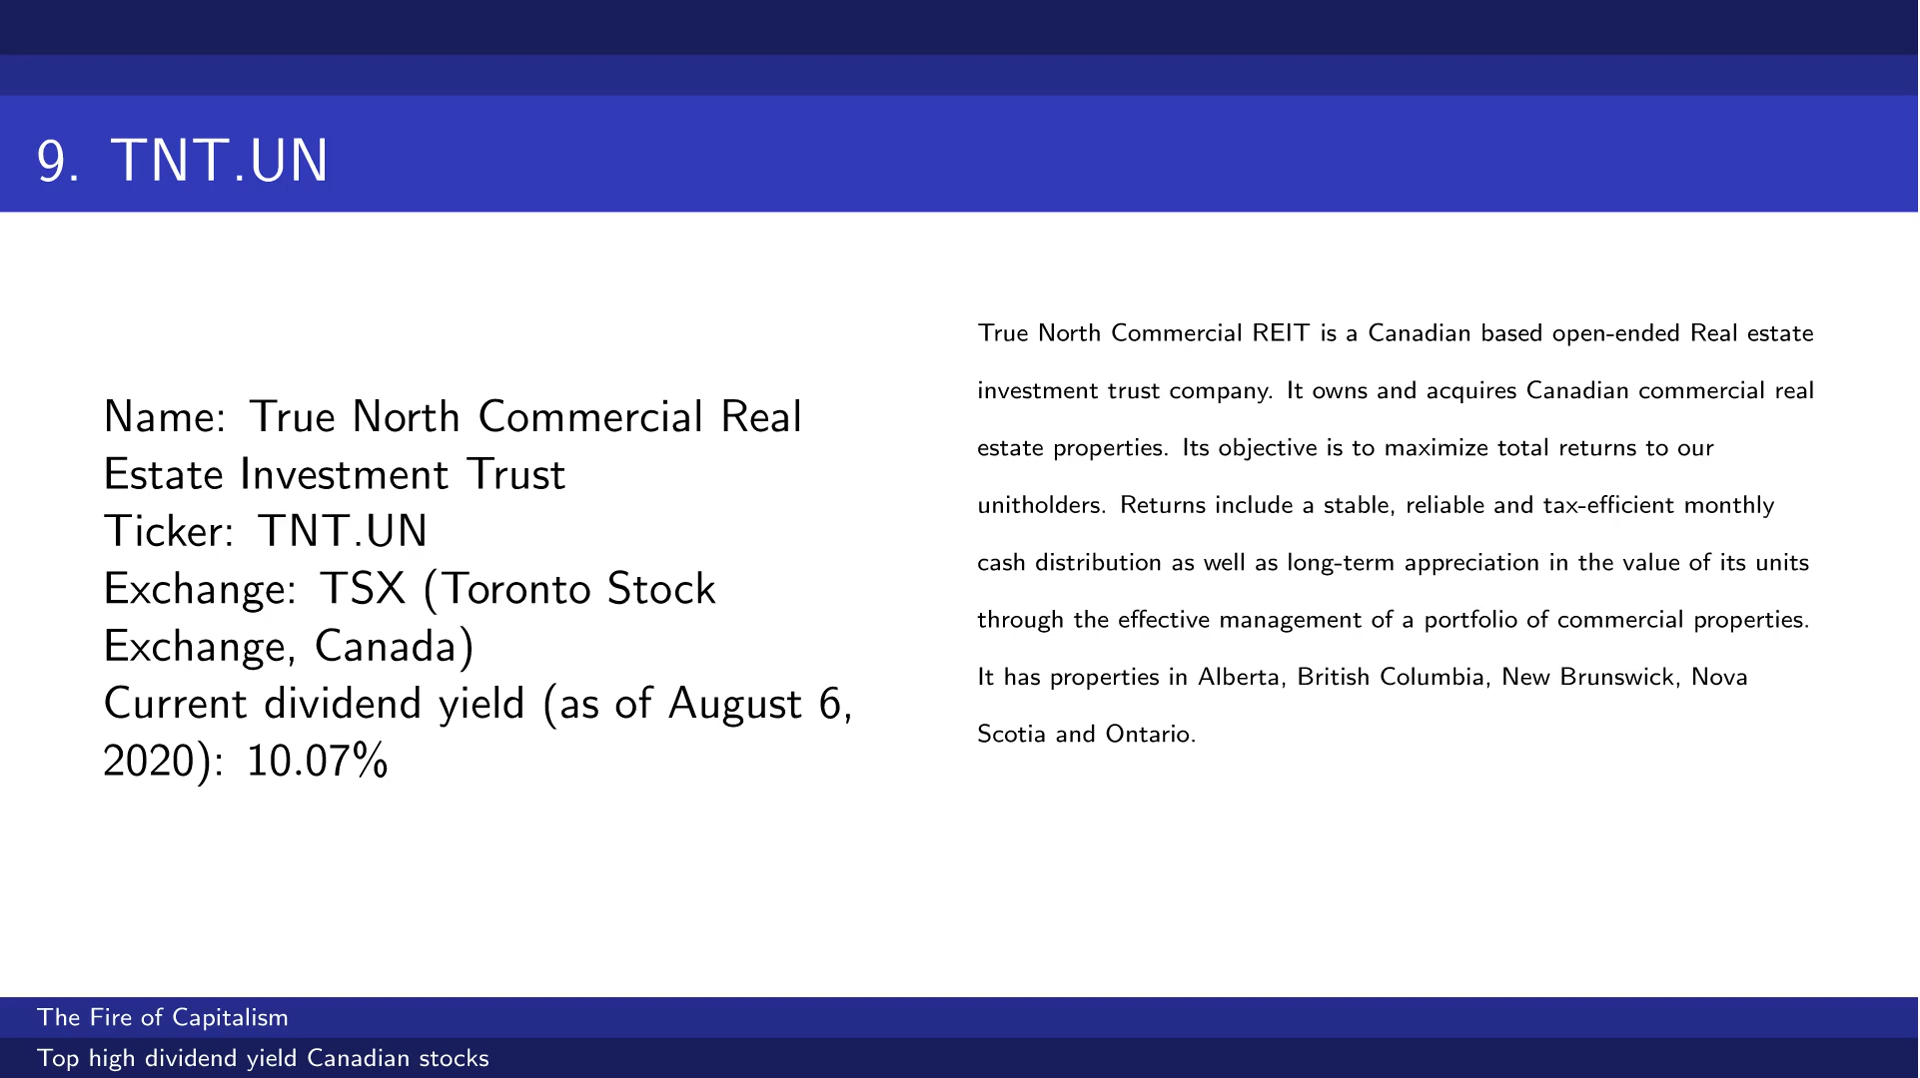 9. TNT.UN
Name: True North Commercial Real
Estate Investment Trust
Ticker: TNT.UN
Exchange: TSX (Toronto Stock
Exchange, Canada)
Current dividend yield (as of August 6,
2020): 10.07%
True North Commercial REIT is a Canadian based open-ended Real estate
investment trust company. It owns and acquires Canadian commercial real
estate properties. Its objective is to maximize total returns to our
unitholders. Returns include a stable, reliable and tax-efficient monthly
cash distribution as well as long-term appreciation in the value of its units
through the effective management of a portfolio of commercial properties.
It has properties in Alberta, British Columbia, New Brunswick, Nova
Scotia and Ontario.
The Fire of Capitalism
Top high dividend yield Canadian stocks